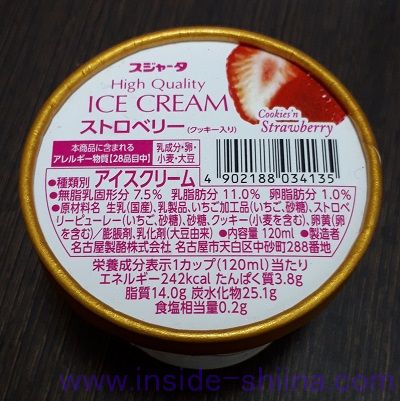 スジャータ
High Quality
ICE CREAM
Cookies'n
Strawberry
ストロベリー(クッキー入り)
本商品に含まれる
アレルギー物質【28品目中】
乳成分・卵・
小麦・大豆
4 902188 034135
●種類別 アイスクリーム
●無脂乳固形分 7.5% 乳脂肪分 11.0% 卵脂肪分 1.0%
●原材料名 生乳(国産)、乳製品、いちご加工品(いちご、砂糖)、ストロベ
リーピューレー(いちご、砂糖)、砂糖、クッキー(小麦を含む)、卵黄(卵を
含む)/膨脹剤、乳化剤(大豆由来) ●内容量 120ml ●製造者
名古屋製酪株式会社 名古屋市天白区中砂町288番地
栄養成分表示1カップ(120ml)当たり
エネルギー242kcal たんぱく質3.8g
脂質14.0g 炭水化物25.1g
食塩相当量0.2g
www.inside-shiina.com